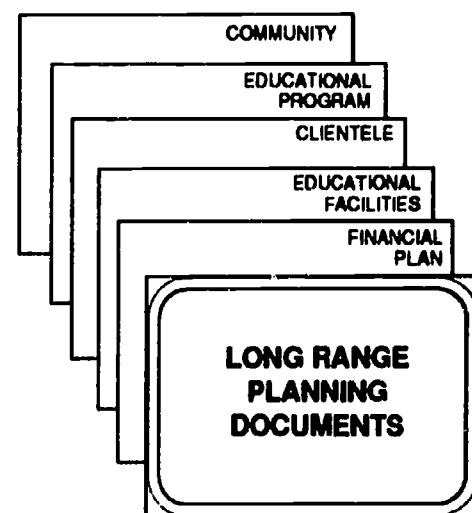 COMMUNITY
EDUCATIONAL
PROGRAM
CLIENTELE
EDUCATIONAL
FACILITIES
FINANCIAL
PLAN
LONG RANGE
PLANNING
DOCUMENTS